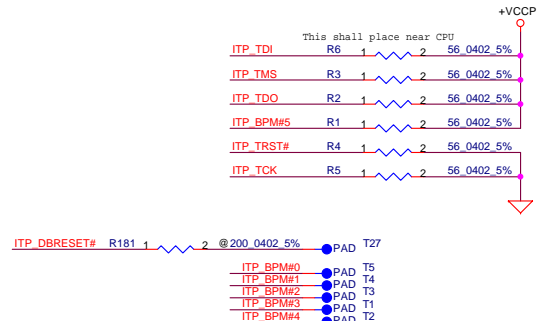 +VCCP
This shall place near CPU
ITP_TDI R6 1 2 56_0402_5%
ITP_TMS R3 1 2 56_0402_5%
ITP_TDO R2 1 2 56_0402_5%
ITP_BPM#5 R1 1 2 56_0402_5%
ITP_TRST# R4 1 2 56_0402_5%
ITP_TCK R5 1 2 56_0402_5%
ITP_DBRESET# R181 1 2 @200_0402_5% PAD T27
ITP_BPM#0 PAD T5
ITP_BPM#1 PAD T4
ITP_BPM#2 PAD T3
ITP_BPM#3 PAD T1
ITP_BPM#4 PAD T2